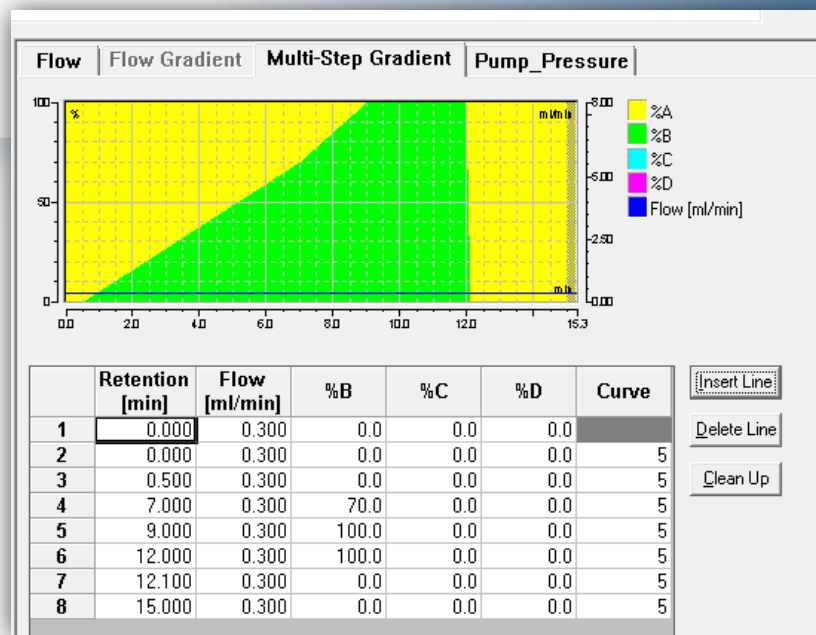 Flow Flow Gradient Multi-Step Gradient Pump_Pressure
100 % ml/min 8.00 %A
%B
%C
5.00 %D
50 Flow [ml/min]
2.50
0 min 0.00
0.0 2.0 4.0 6.0 8.0 10.0 12.0 15.3
Retention [min] Flow [ml/min] %B %C %D Curve Insert Line
1 0.000 0.300 0.0 0.0 0.0 Delete Line
2 0.000 0.300 0.0 0.0 0.0 5
3 0.500 0.300 0.0 0.0 0.0 5 Clean Up
4 7.000 0.300 70.0 0.0 0.0 5
5 9.000 0.300 100.0 0.0 0.0 5
6 12.000 0.300 100.0 0.0 0.0 5
7 12.100 0.300 0.0 0.0 0.0 5
8 15.000 0.300 0.0 0.0 0.0 5